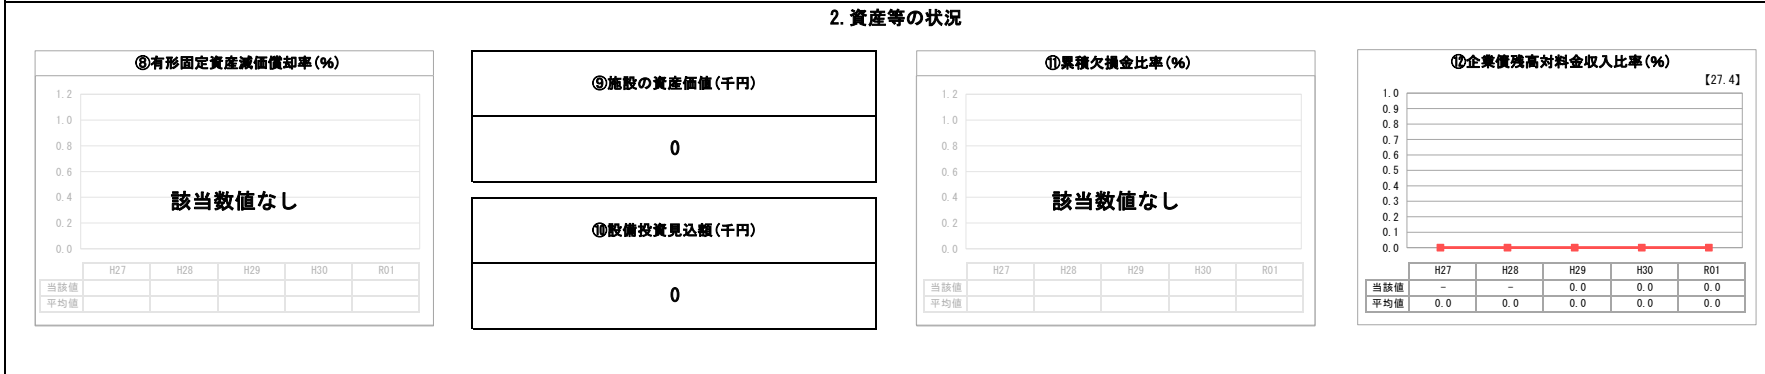 2. 資産等の状況
⑧有形固定資産減価償却率(%)
1.2
1.0
0.8
0.6
0.4
0.2
0.0
該当数値なし
H27 H28 H29 H30 R01
当該値
平均値
⑨施設の資産価値(千円)
0
⑩設備投資見込額(千円)
0
⑪累積欠損金比率(%)
1.2
1.0
0.8
0.6
0.4
0.2
0.0
該当数値なし
H27 H28 H29 H30 R01
当該値
平均値
⑫企業債残高対料金収入比率(%)
【27.4】
1.0
0.9
0.8
0.7
0.6
0.5
0.4
0.3
0.2
0.1
0.0
H27 H28 H29 H30 R01
当該値 - - 0.0 0.0 0.0
平均値 0.0 0.0 0.0 0.0 0.0